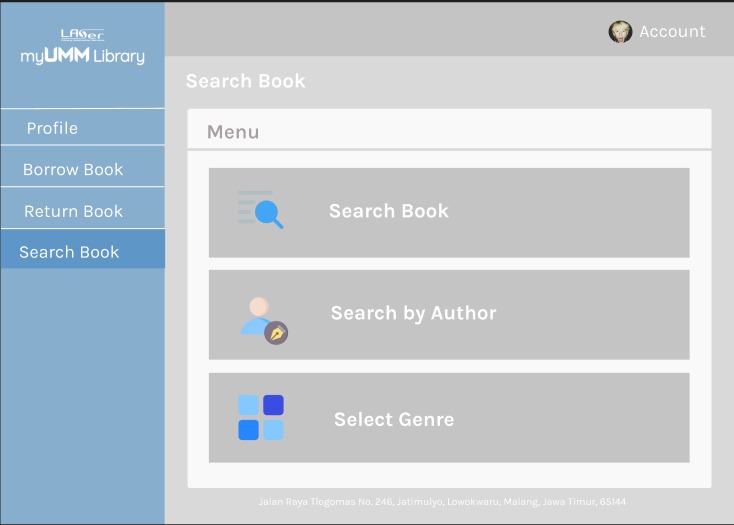 LASer
myUMM Library
Account
Search Book
Profile
Borrow Book
Return Book
Search Book
Menu
Search Book
Search by Author
Select Genre
Jalan Raya Tlogomas No. 246, Jatimulyo, Lowokwaru, Malang, Jawa Timur, 65144